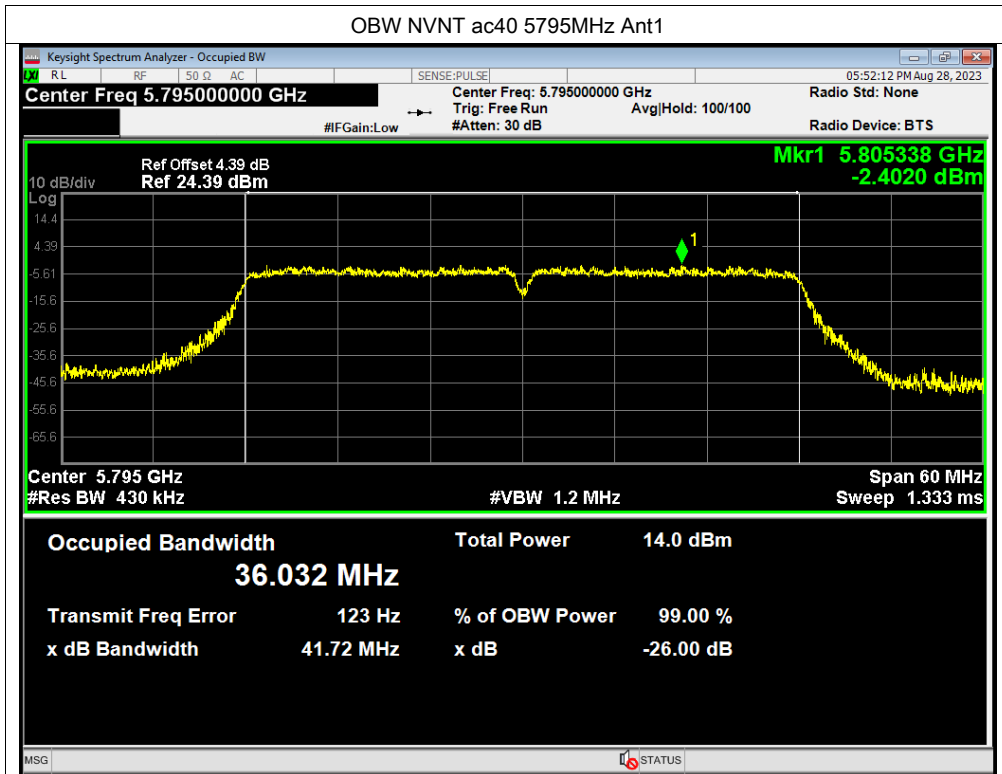 OBW NVNT ac40 5795MHz Ant1
Keysight Spectrum Analyzer - Occupied BW
LXI RL RF 50 Ω AC SENSE:PULSE 05:52:12 PM Aug 28, 2023
Center Freq 5.795000000 GHz Center Freq: 5.795000000 GHz Radio Std: None
Trig: Free Run Avg|Hold: 100/100
#IFGain:Low #Atten: 30 dB Radio Device: BTS
Ref Offset 4.39 dB Mkr1 5.805338 GHz
10 dB/div Ref 24.39 dBm -2.4020 dBm
Log
14.4
4.39
1
-5.61
-15.6
-25.6
-35.6
-45.6
-55.6
-65.6
Center 5.795 GHz Span 60 MHz
#Res BW 430 kHz #VBW 1.2 MHz Sweep 1.333 ms
Occupied Bandwidth Total Power 14.0 dBm
36.032 MHz
Transmit Freq Error 123 Hz % of OBW Power 99.00 %
x dB Bandwidth 41.72 MHz x dB -26.00 dB
MSG STATUS